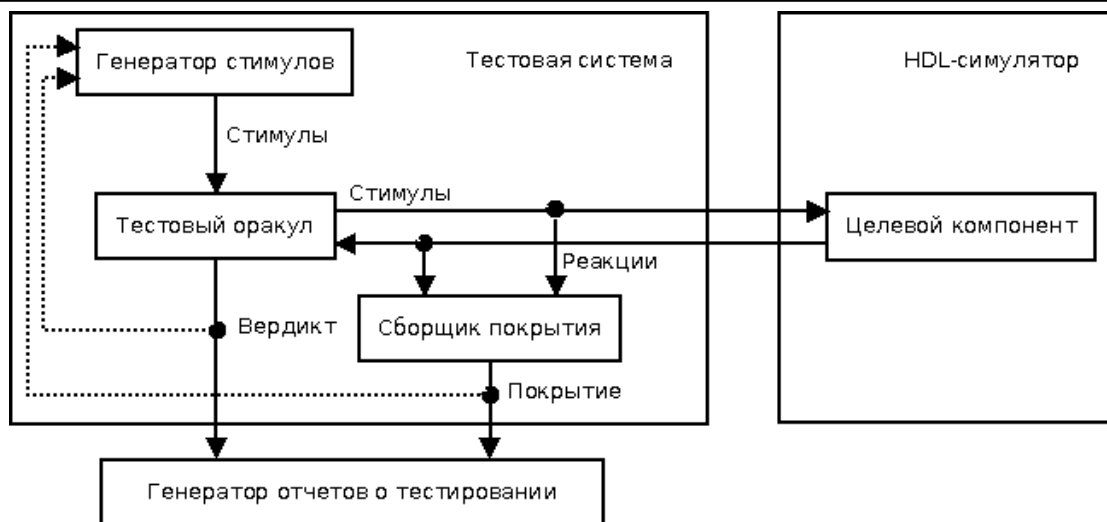 Генератор стимулов
Тестовая система
HDL-симулятор
Стимулы
Стимулы
Тестовый оракул
Целевой компонент
Реакции
Вердикт
Сборщик покрытия
Покрытие
Генератор отчетов о тестировании